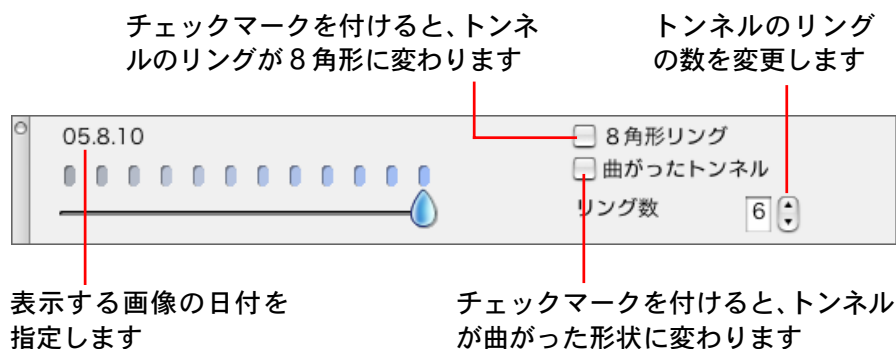 チェックマークを付けると、トンネ
ルのリングが８角形に変わります
トンネルのリング
の数を変更します
05.8.10
８角形リング
曲がったトンネル
リング数 6
表示する画像の日付を
指定します
チェックマークを付けると、トンネル
が曲がった形状に変わります